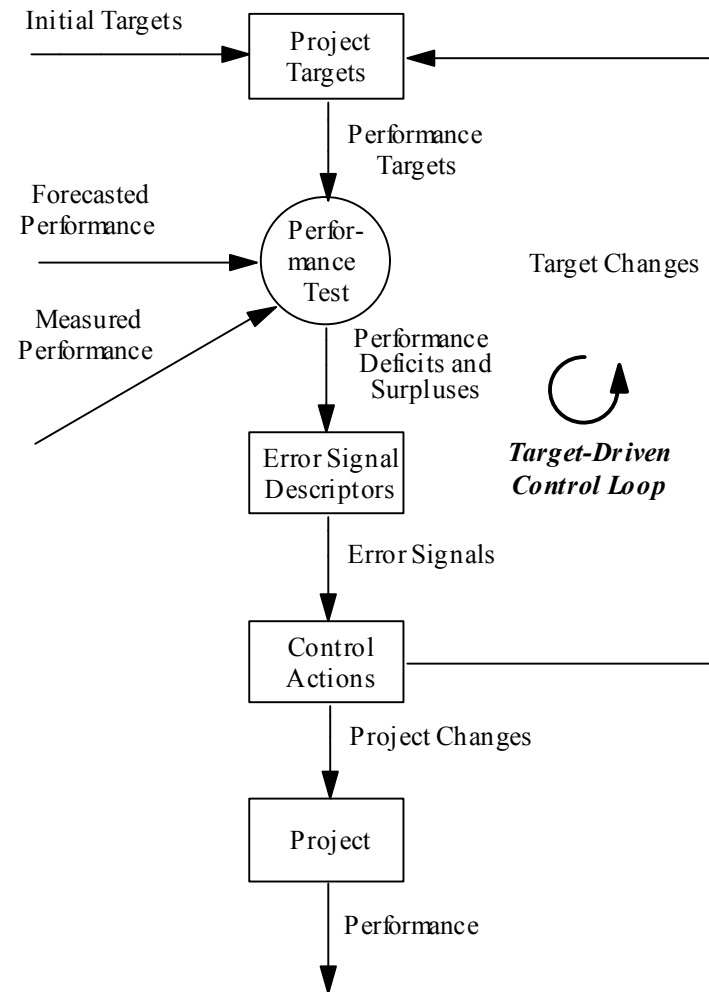 Initial Targets
Project
Targets
Performance
Targets
Forecasted
Performance
Perfor-
mance
Test
Target Changes
Measured
Performance
Performance
Deficits and
Surpluses
Target-Driven
Control Loop
Error Signal
Descriptors
Error Signals
Control
Actions
Project Changes
Project
Performance